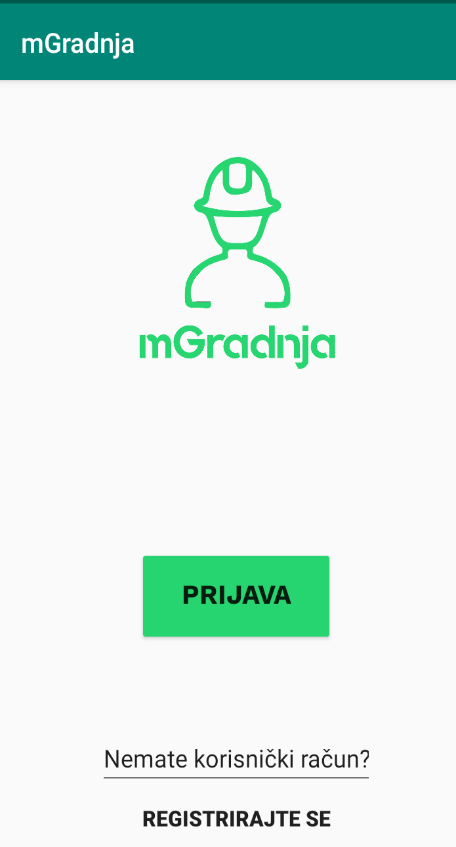 mGradnja
mGradnja
PRIJAVA
Nemate korisnički račun?
REGISTRIRAJTE SE